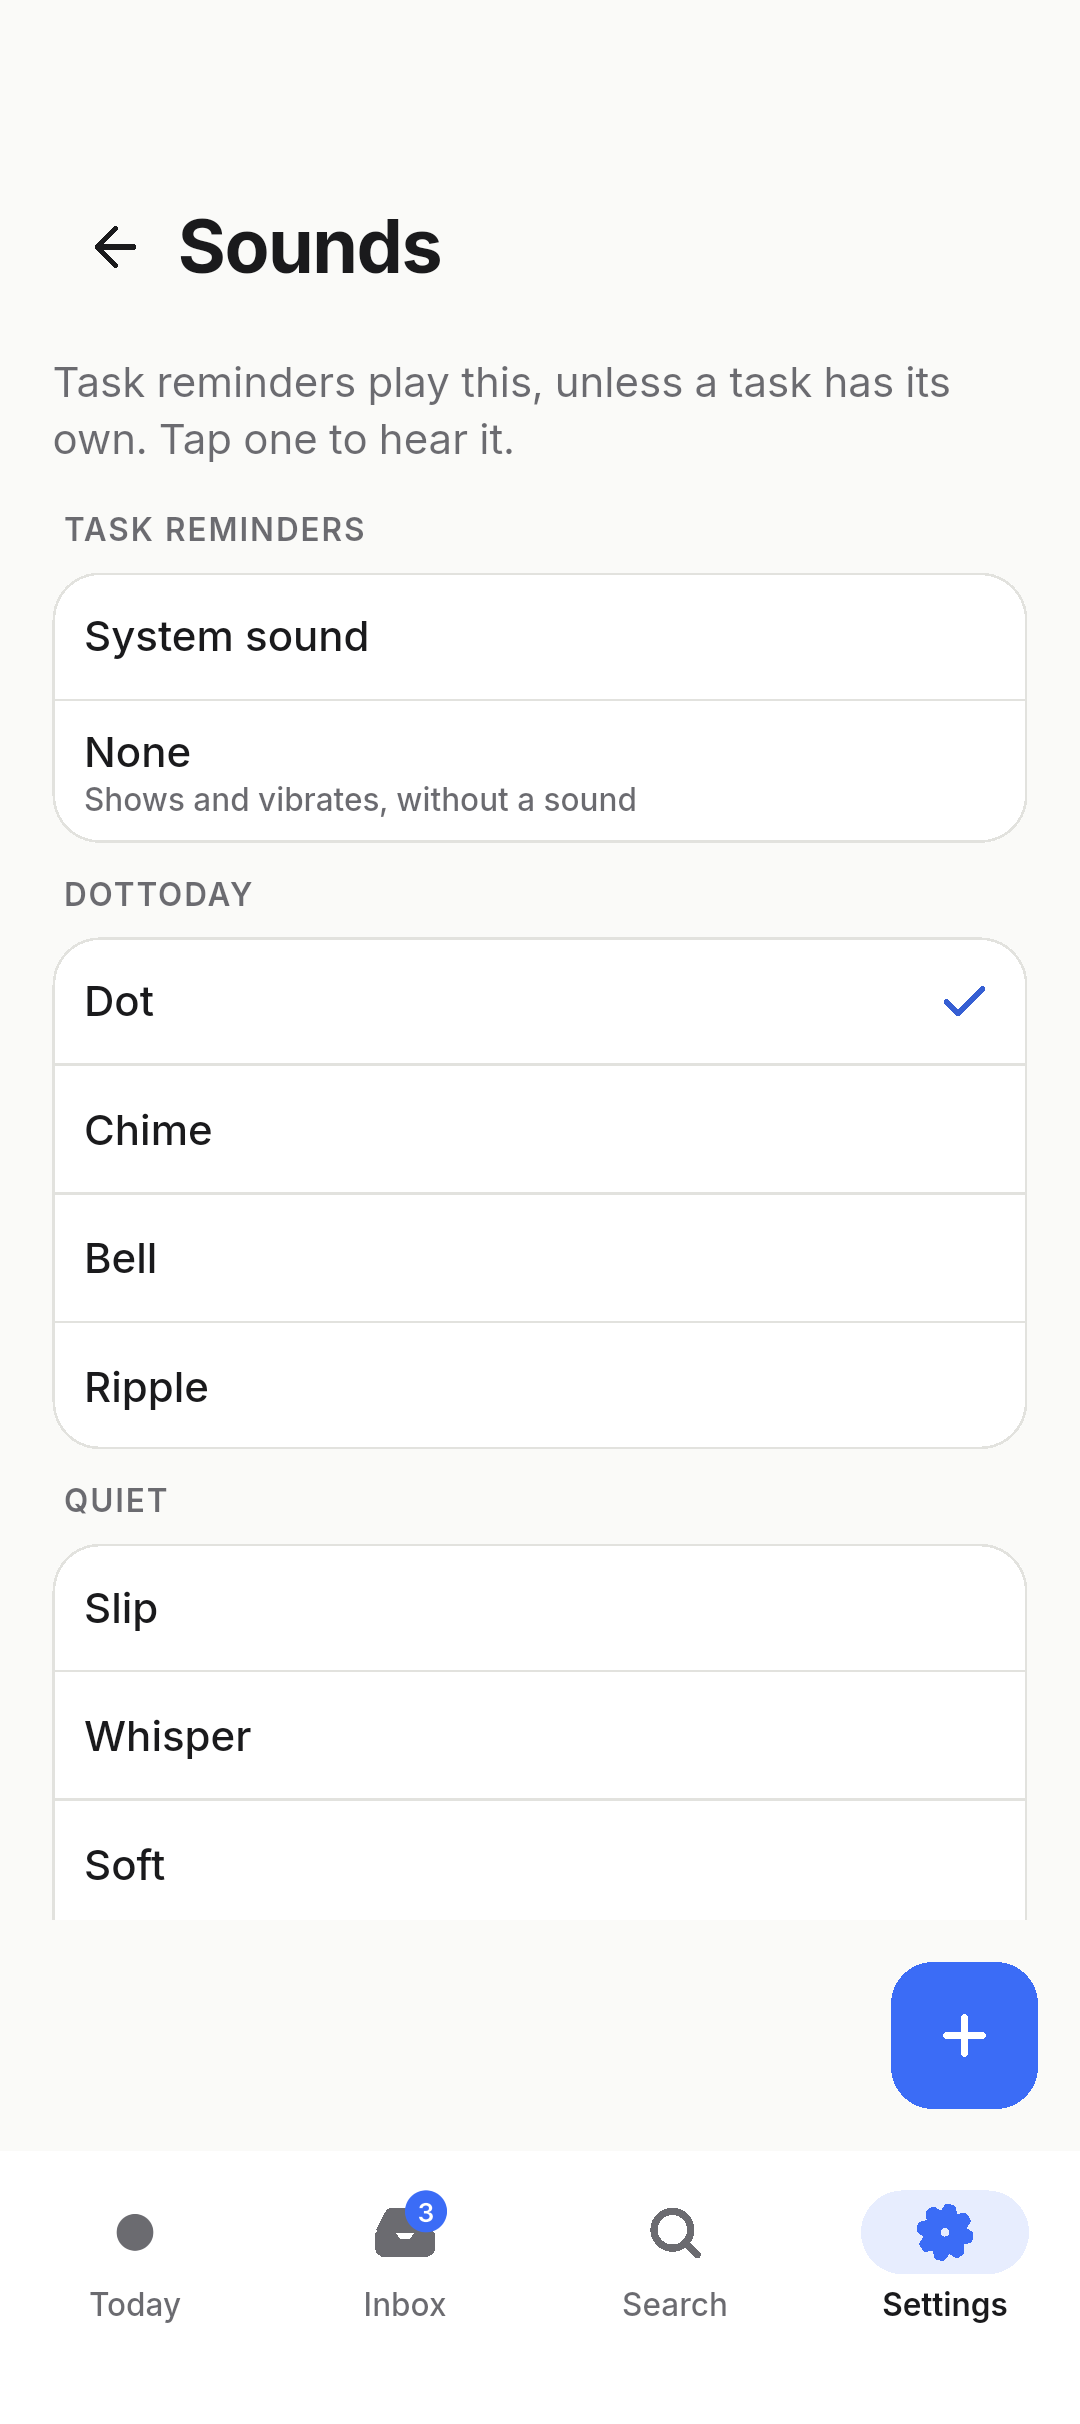 Sounds
Task reminders play this, unless a task has its
own. Tap one to hear it.
TASK REMINDERS
System sound
None
Shows and vibrates, without a sound
DOTTODAY
Dot
Chime
Bell
Ripple
QUIET
Slip
Whisper
Soft
3
Today
Inbox
Search
Settings